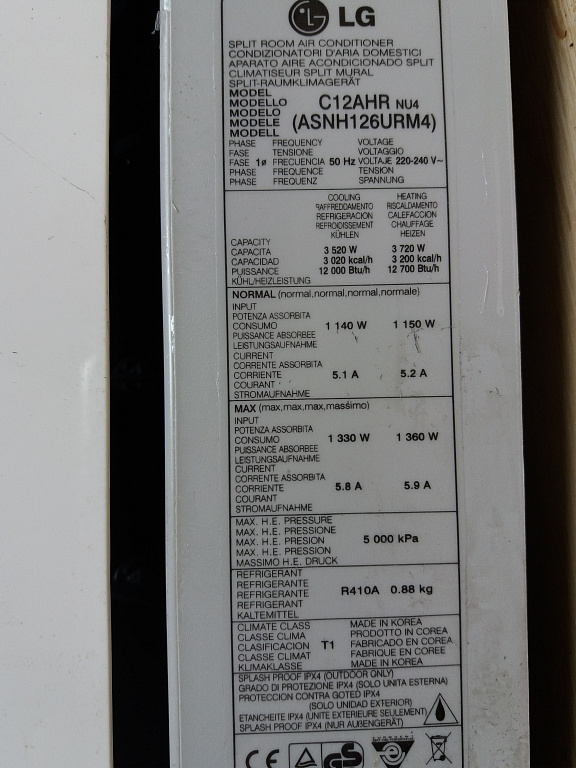 LG
SPLIT ROOM AIR CONDITIONER
CONDIZIONATORI D'ARIA DOMESTICI
APARATO AIRE ACONDICIONADO SPLIT
CLIMATISEUR SPLIT MURAL
SPLIT-RAUMKLIMAGERÄT
MODEL
MODELLO
MODELO
MODELE
MODELL
C12AHR NU4
(ASNH126URM4)
PHASE FREQUENCY VOLTAGE
FASE TENSIONE VOLTAGGIO
FASE 1ø FRECUENCIA 50 Hz VOLTAJE 220-240 V~
PHASE FREQUENCE TENSION
PHASE FREQUENZ SPANNUNG
COOLING HEATING
RAFFREDDAMENTO RISCALDAMENTO
REFRIGERACION CALEFACCION
REFROIDISSEMENT CHAUFFAGE
KÜHLEN HEIZEN
CAPACITY
CAPACITA 3 520 W 3 720 W
CAPACIDAD 3 020 kcal/h 3 200 kcal/h
PUISSANCE 12 000 Btu/h 12 700 Btu/h
KÜHL/HEIZLEISTUNG
NORMAL (normal,normal,normal,normale)
INPUT
POTENZA ASSORBITA
CONSUMO 1 140 W 1 150 W
PUISSANCE ABSORBEE
LEISTUNGSAUFNAHME
CURRENT
CORRENTE ASSORBITA
CORRIENTE 5.1 A 5.2 A
COURANT
STROMAUFNAHME
MAX (max,max,max,massimo)
INPUT
POTENZA ASSORBITA
CONSUMO 1 330 W 1 360 W
PUISSANCE ABSORBEE
LEISTUNGSAUFNAHME
CURRENT
CORRENTE ASSORBITA
CORRIENTE 5.8 A 5.9 A
COURANT
STROMAUFNAHME
MAX. H.E. PRESSURE
MAX. H.E. PRESSIONE
MAX. H.E. PRESION 5 000 kPa
MAX. H.E. PRESSION
MASSIMO H.E. DRUCK
REFRIGERANT
REFRIGERANTE
REFRIGERANTE R410A 0.88 kg
REFRIGERANT
KALTEMITTEL
CLIMATE CLASS MADE IN KOREA
CLASSE CLIMA PRODOTTO IN COREA
CLASIFICACION T1 FABRICADO EN COREA
CLASSE CLIMAT FABRIQUE EN COREE
KLIMAKLASSE MADE IN KOREA
SPLASH PROOF IPX4 (OUTDOOR ONLY)
GRADO DI PROTEZIONE IPX4 (SOLO UNITA ESTERNA)
PROTECCION CONTRA GOTED IPX4
(SOLO UNIDAD EXTERIOR)
ETANCHEITE IPX4 (UNITE EXTERIEURE SEULEMENT)
SPLASH PROOF IPX4 (NUR AUßENGERÄT)
CE GS